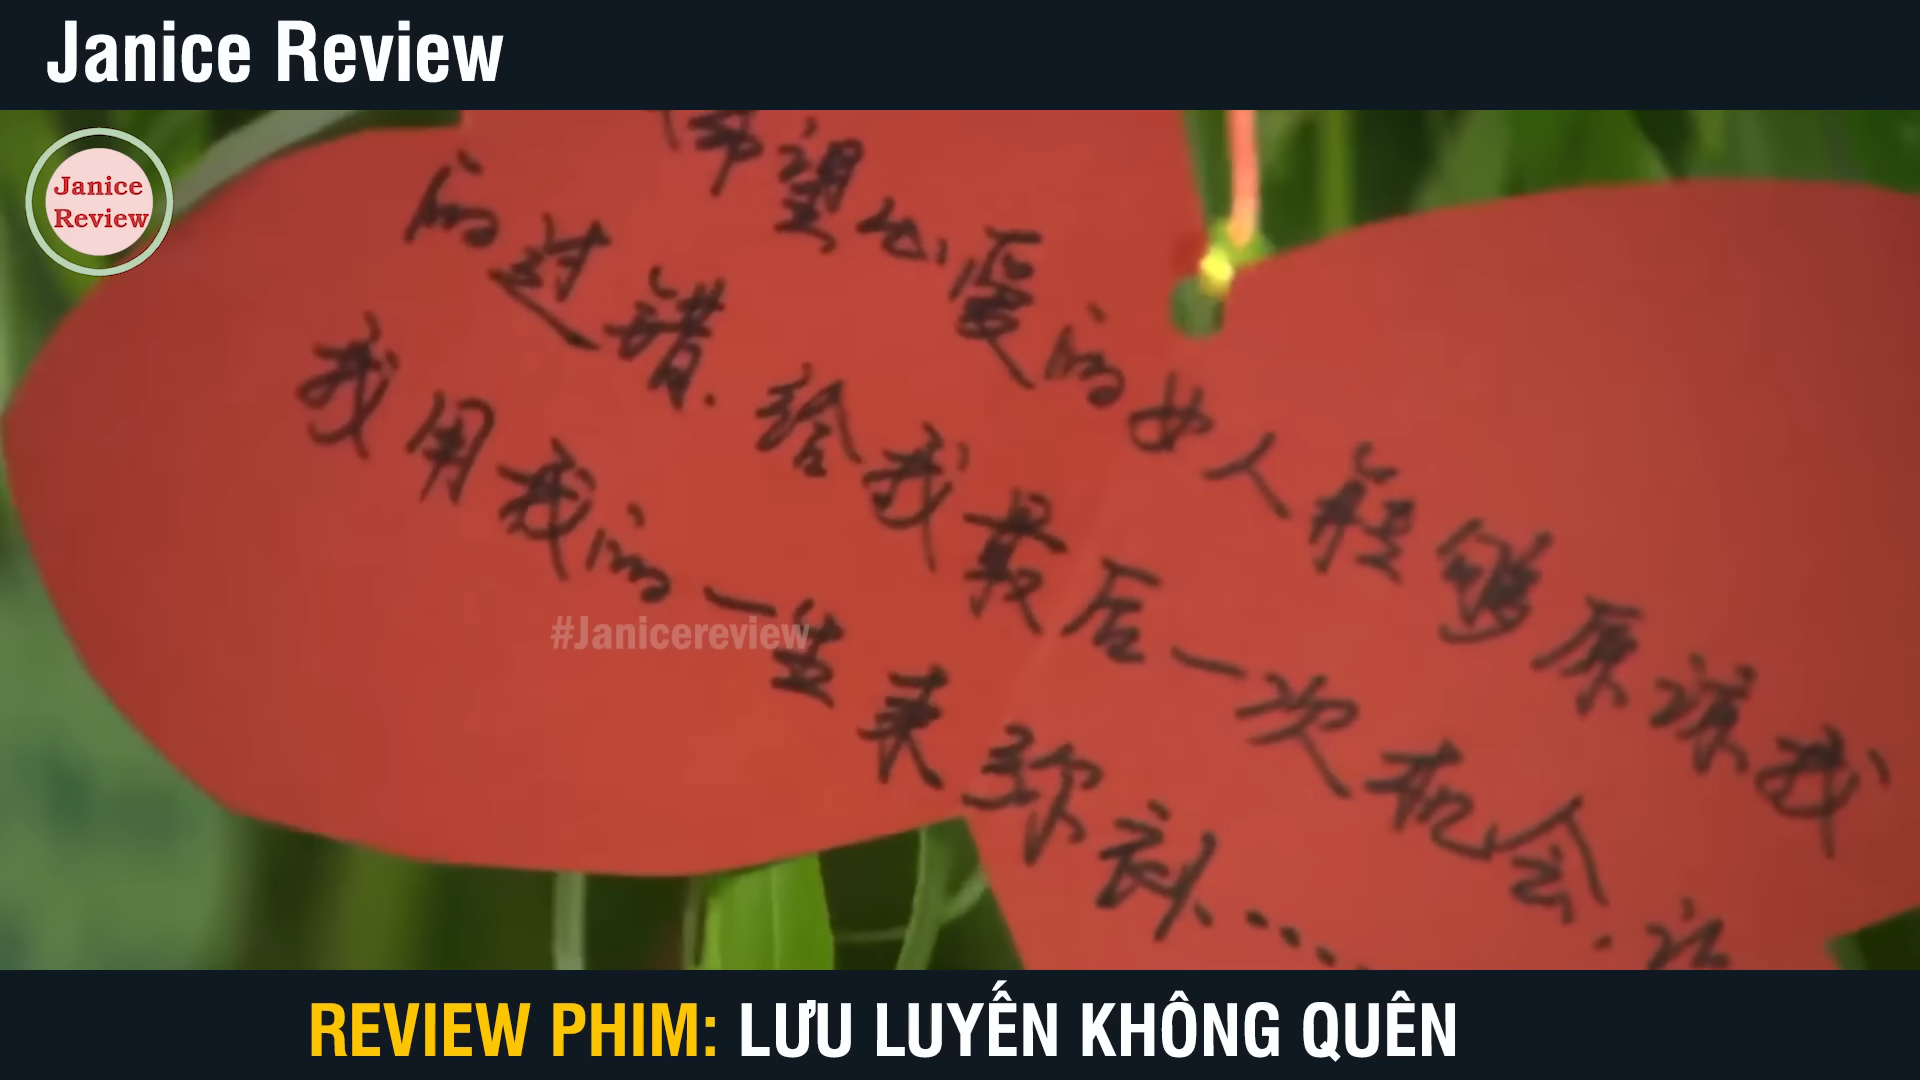 Janice Review
Janice
Review
希望心爱的女人能够原谅我
的过错.给我最后一次机会.让
我用我的一生来弥补.....
#Janicereview
REVIEW PHIM: LƯU LUYẾN KHÔNG QUÊN